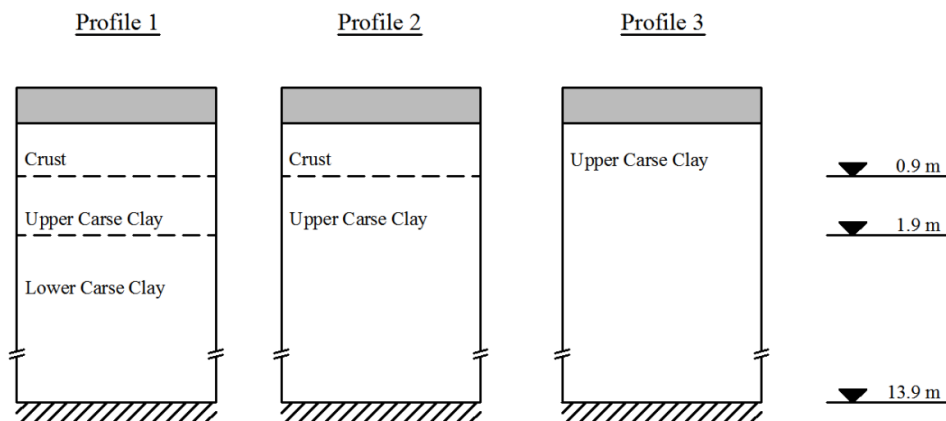 Profile 1
Profile 2
Profile 3
Crust
Crust
Upper Carse Clay
0.9 m
Upper Carse Clay
Upper Carse Clay
1.9 m
Lower Carse Clay
13.9 m